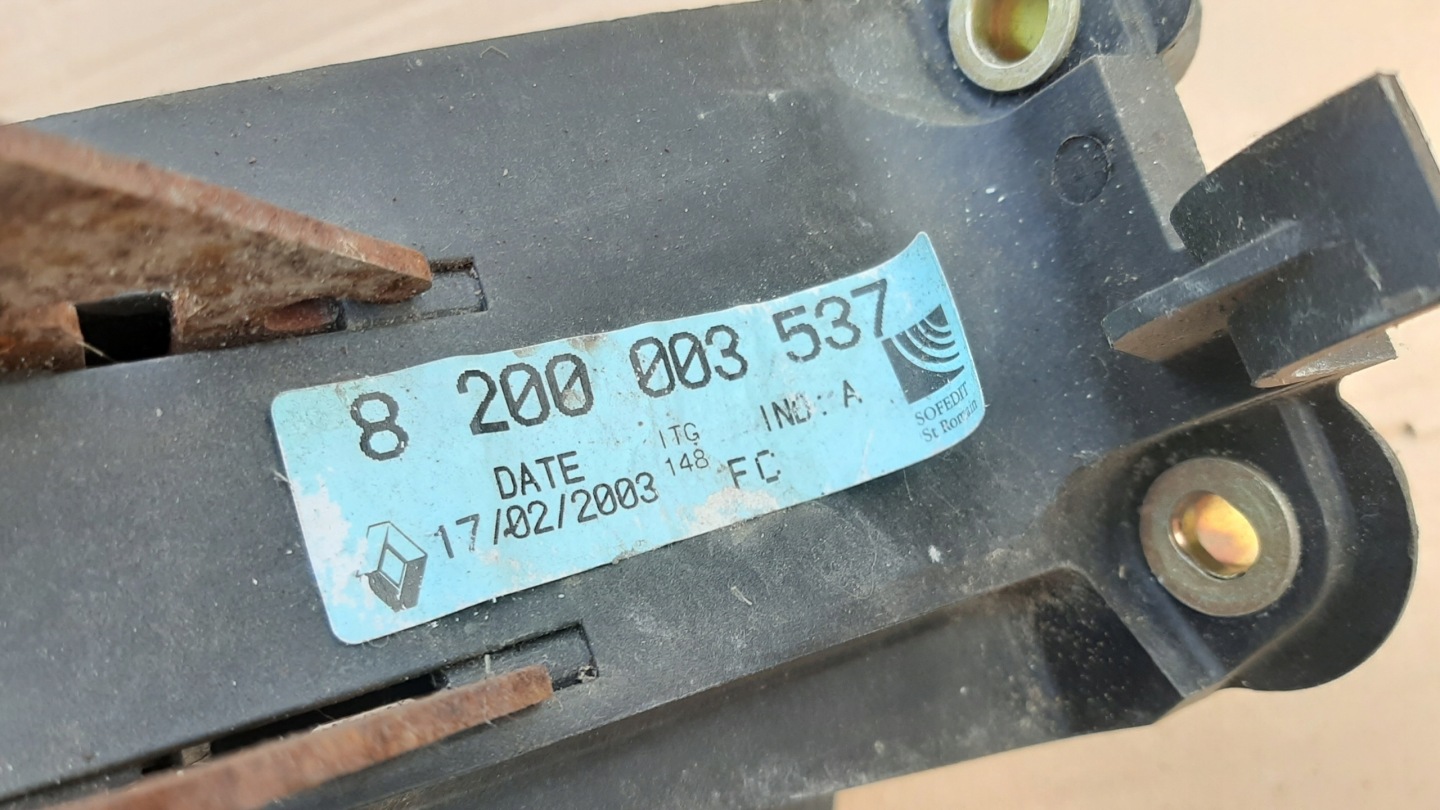 8 200 003 537
ITG IND: A
DATE 148 FC
17/02/2003
SOFEDIT
St Romain